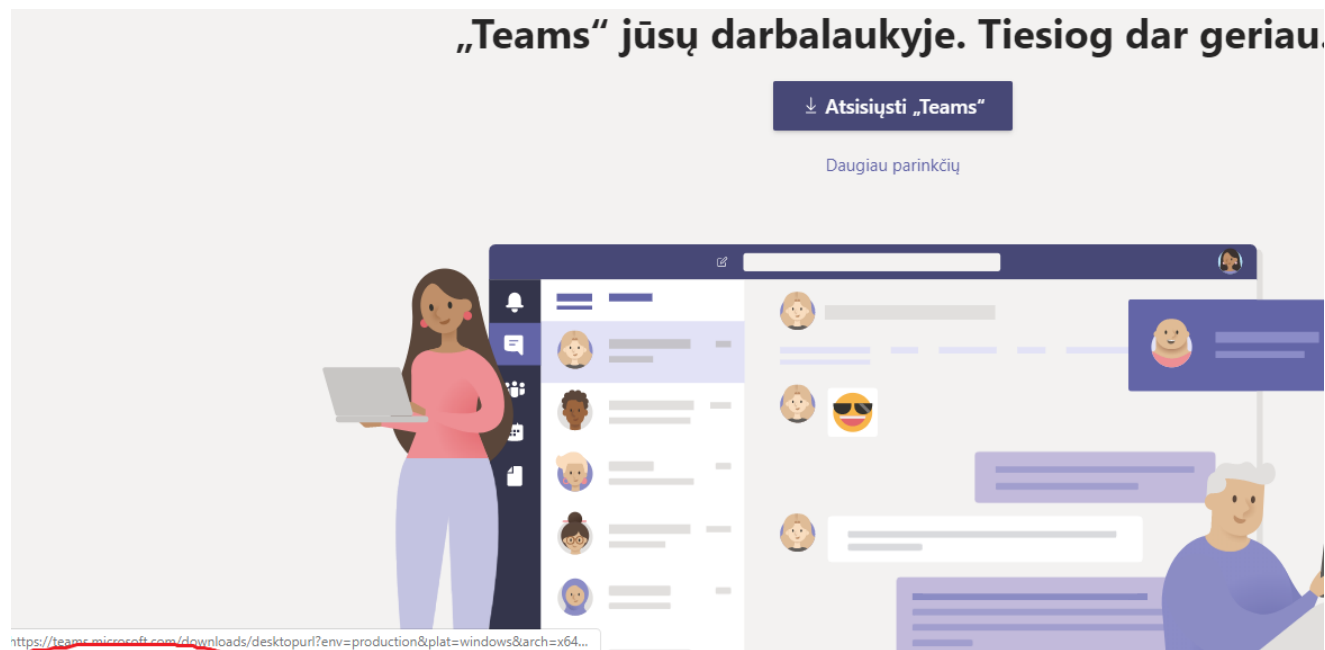 „Teams“ jūsų darbalaukyje. Tiesiog dar geriau.
Atsisiųsti „Teams“
Daugiau parinkčių
https://teams.microsoft.com/downloads/desktopurl?env=production&plat=windows&arch=x64...